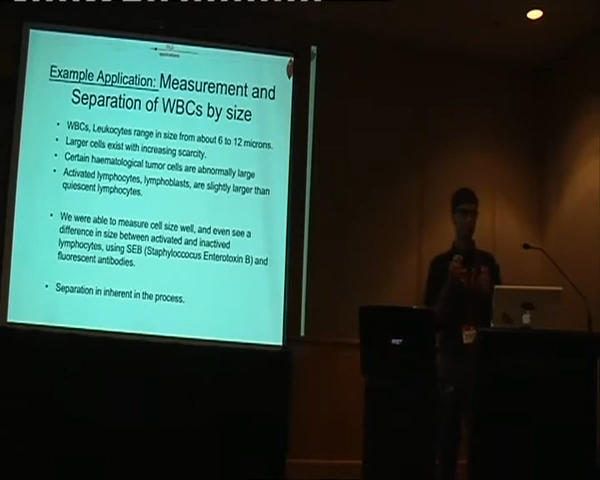 Example Application: Measurement and
Separation of WBCs by size
• WBCs, Leukocytes range in size from about 6 to 12 microns.
• Larger cells exist with increasing scarcity.
• Certain haematological tumor cells are abnormally large
• Activated lymphocytes, lymphoblasts, are slightly larger than
quiescent lymphocytes.
• We were able to measure cell size well, and even see a
difference in size between activated and inactived
lymphocytes, using SEB (Staphyloccocus Enterotoxin B) and
fluorescent antibodies.
• Separation in inherent in the process.